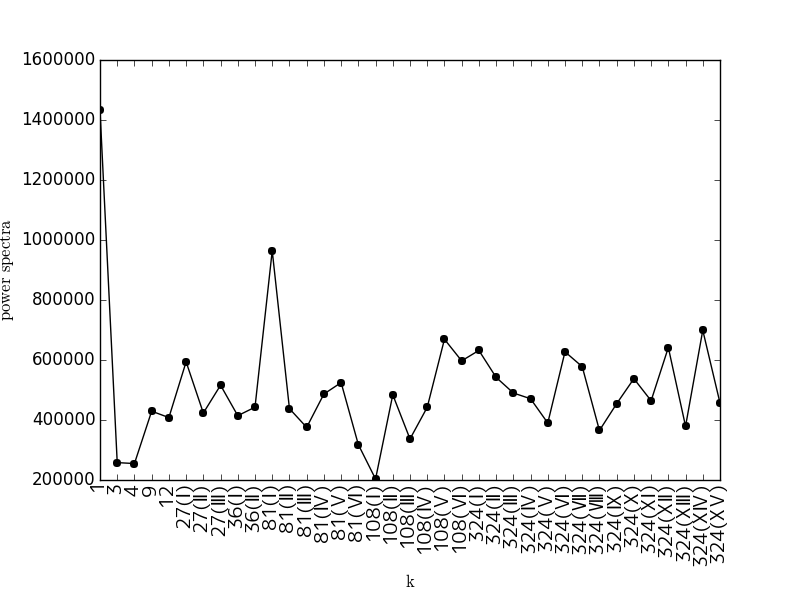 1600000
1400000
1200000
1000000
800000
600000
400000
200000
power spectra
1
3
4
9
12
27(I)
27(II)
27(III)
36(I)
36(II)
81(I)
81(II)
81(III)
81(IV)
81(V)
81(VI)
108(I)
108(II)
108(III)
108(IV)
108(V)
108(VI)
324(I)
324(II)
324(III)
324(IV)
324(V)
324(VI)
324(VII)
324(VIII)
324(IX)
324(X)
324(XI)
324(XII)
324(XIII)
324(XIV)
324(XV)
k